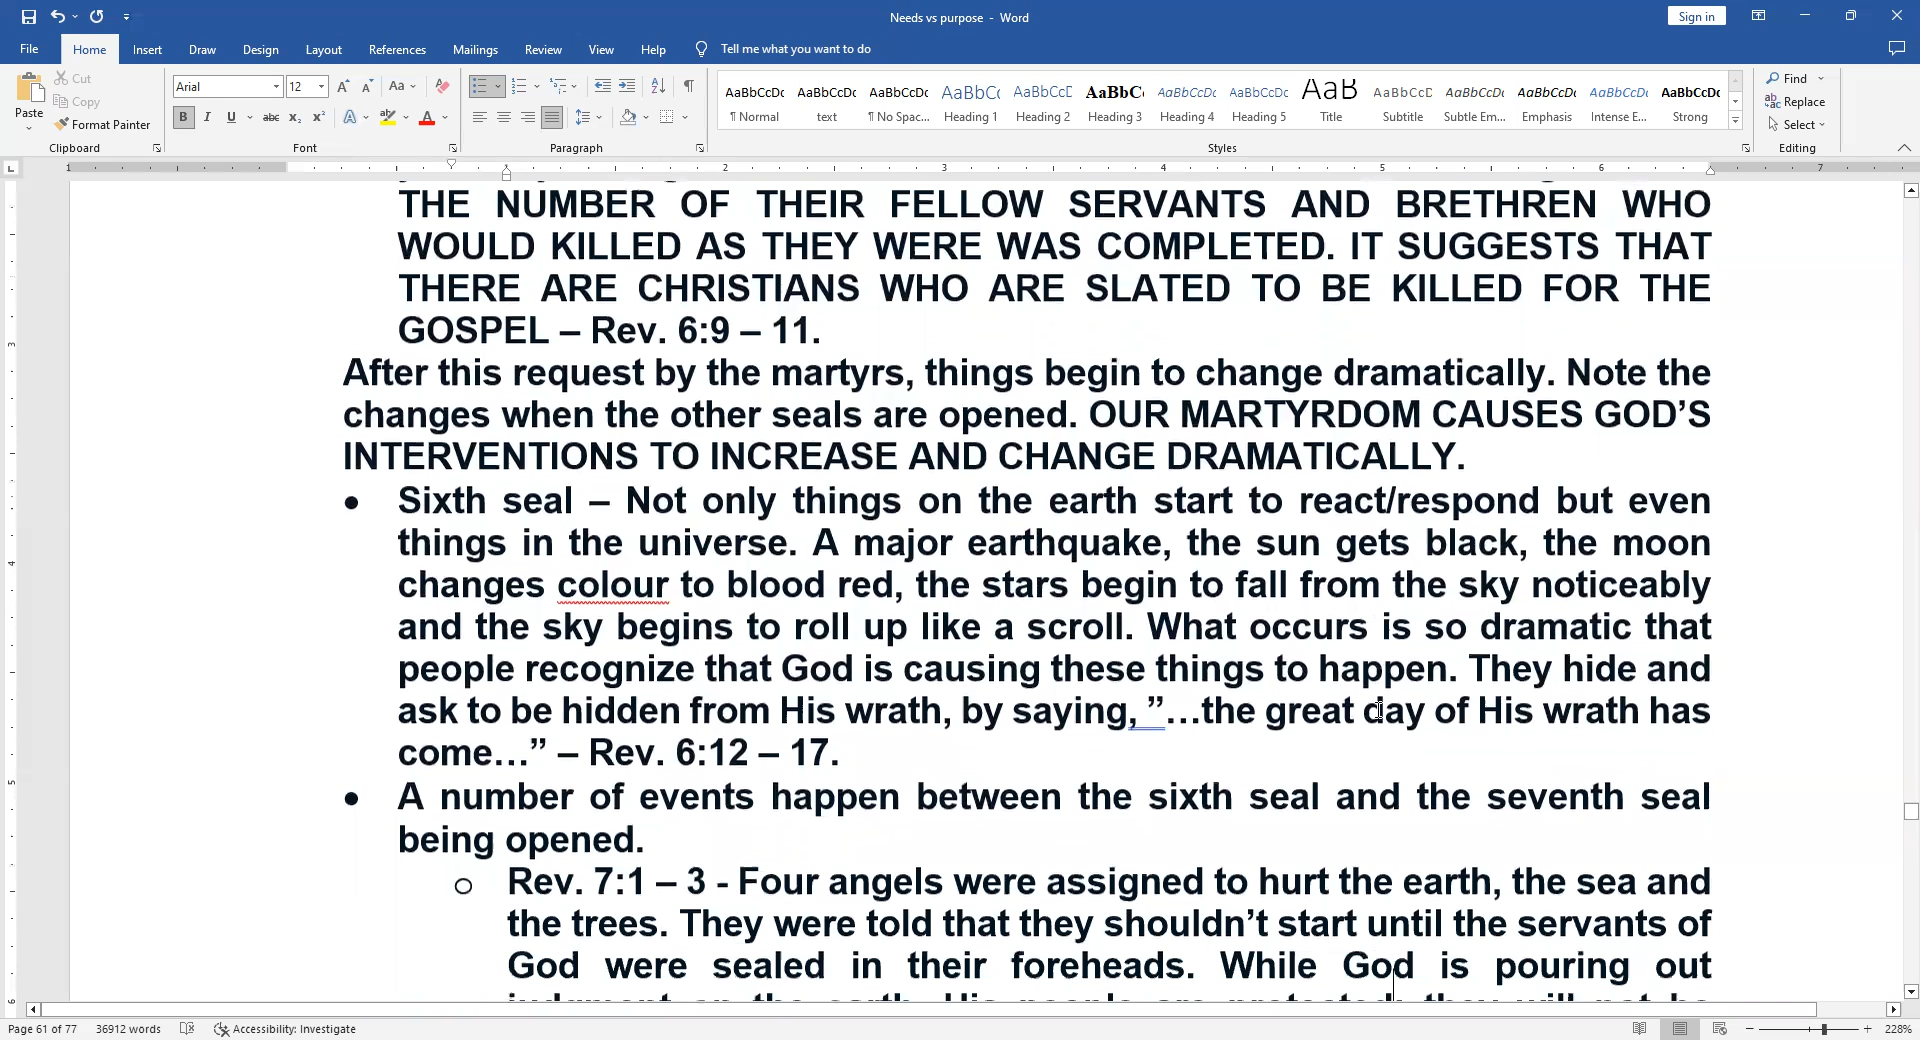 Needs vs purpose - Word
Sign in
File Home Insert Draw Design Layout References Mailings Review View Help Tell me what you want to do
Paste Cut
Copy
Format Painter
Clipboard
Arial 12
Font
Paragraph
AaBbCcDc AaBbCcDc AaBbCcDc AaBbCc AaBbCcE AaBbC AaBbCcDc AaBbCcDc AaB AaBbCcD AaBbCcDc AaBbCcDc AaBbCcDc AaBbCcDc
¶ Normal text ¶ No Spac... Heading 1 Heading 2 Heading 3 Heading 4 Heading 5 Title Subtitle Subtle Em... Emphasis Intense E... Strong
Styles
Find
Replace
Select
Editing
1 2 3 4 5 6 7
THE NUMBER OF THEIR FELLOW SERVANTS AND BRETHREN WHO
WOULD KILLED AS THEY WERE WAS COMPLETED. IT SUGGESTS THAT
THERE ARE CHRISTIANS WHO ARE SLATED TO BE KILLED FOR THE
GOSPEL – Rev. 6:9 – 11.
After this request by the martyrs, things begin to change dramatically. Note the
changes when the other seals are opened. OUR MARTYRDOM CAUSES GOD’S
INTERVENTIONS TO INCREASE AND CHANGE DRAMATICALLY.
• Sixth seal – Not only things on the earth start to react/respond but even
things in the universe. A major earthquake, the sun gets black, the moon
changes colour to blood red, the stars begin to fall from the sky noticeably
and the sky begins to roll up like a scroll. What occurs is so dramatic that
people recognize that God is causing these things to happen. They hide and
ask to be hidden from His wrath, by saying, ”…the great day of His wrath has
come…” – Rev. 6:12 – 17.
• A number of events happen between the sixth seal and the seventh seal
being opened.
o Rev. 7:1 – 3 - Four angels were assigned to hurt the earth, the sea and
the trees. They were told that they shouldn’t start until the servants of
God were sealed in their foreheads. While God is pouring out
Page 61 of 77 36912 words Accessibility: Investigate 228%